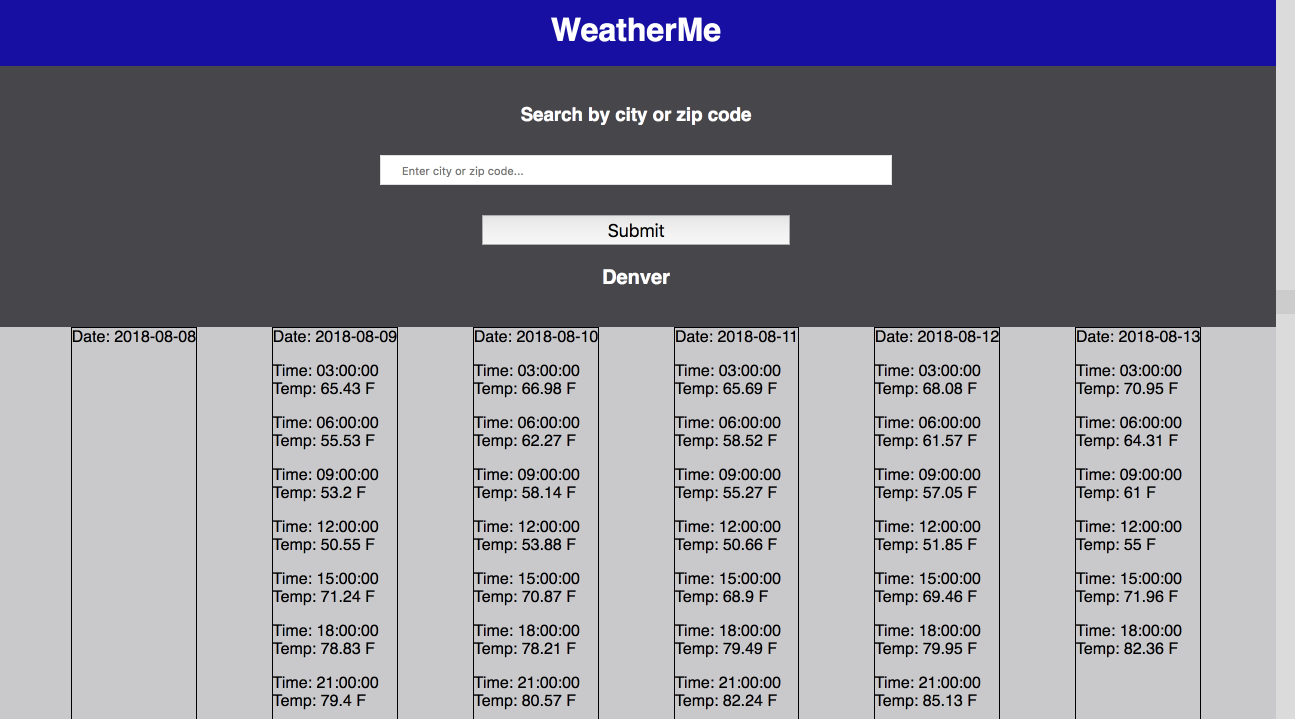 WeatherMe
Search by city or zip code
Enter city or zip code...
Submit
Denver
Date: 2018-08-08
Date: 2018-08-09
Time: 03:00:00
Temp: 65.43 F
Time: 06:00:00
Temp: 55.53 F
Time: 09:00:00
Temp: 53.2 F
Time: 12:00:00
Temp: 50.55 F
Time: 15:00:00
Temp: 71.24 F
Time: 18:00:00
Temp: 78.83 F
Time: 21:00:00
Temp: 79.4 F
Date: 2018-08-10
Time: 03:00:00
Temp: 66.98 F
Time: 06:00:00
Temp: 62.27 F
Time: 09:00:00
Temp: 58.14 F
Time: 12:00:00
Temp: 53.88 F
Time: 15:00:00
Temp: 70.87 F
Time: 18:00:00
Temp: 78.21 F
Time: 21:00:00
Temp: 80.57 F
Date: 2018-08-11
Time: 03:00:00
Temp: 65.69 F
Time: 06:00:00
Temp: 58.52 F
Time: 09:00:00
Temp: 55.27 F
Time: 12:00:00
Temp: 50.66 F
Time: 15:00:00
Temp: 68.9 F
Time: 18:00:00
Temp: 79.49 F
Time: 21:00:00
Temp: 82.24 F
Date: 2018-08-12
Time: 03:00:00
Temp: 68.08 F
Time: 06:00:00
Temp: 61.57 F
Time: 09:00:00
Temp: 57.05 F
Time: 12:00:00
Temp: 51.85 F
Time: 15:00:00
Temp: 69.46 F
Time: 18:00:00
Temp: 79.95 F
Time: 21:00:00
Temp: 85.13 F
Date: 2018-08-13
Time: 03:00:00
Temp: 70.95 F
Time: 06:00:00
Temp: 64.31 F
Time: 09:00:00
Temp: 61 F
Time: 12:00:00
Temp: 55 F
Time: 15:00:00
Temp: 71.96 F
Time: 18:00:00
Temp: 82.36 F